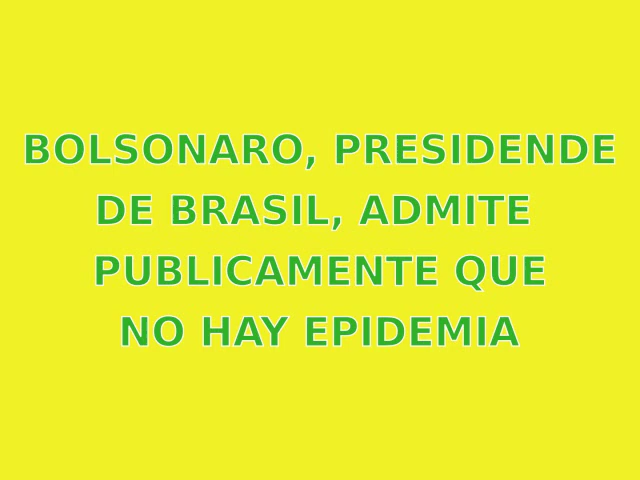 BOLSONARO, PRESIDENDE
DE BRASIL, ADMITE
PUBLICAMENTE QUE
NO HAY EPIDEMIA